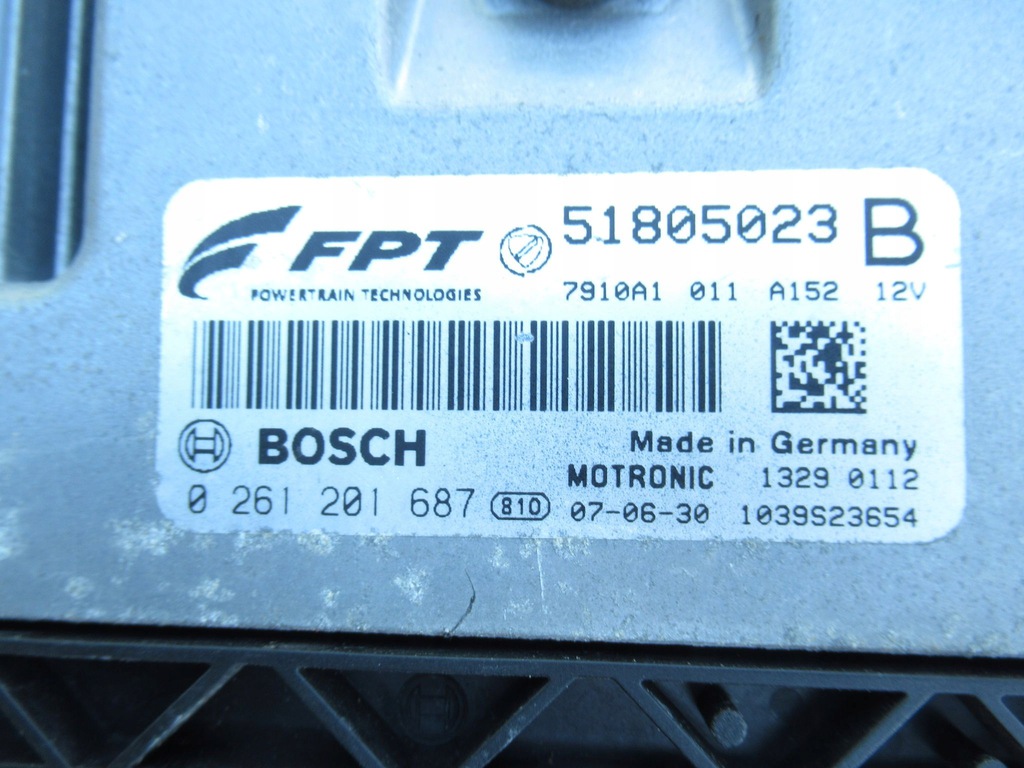 FPT 51805023 B
POWERTRAIN TECHNOLOGIES 7910A1 011 A152 12V
BOSCH Made in Germany
MOTRONIC 1329 0112
0 261 201 687 810 07-06-30 1039S23654